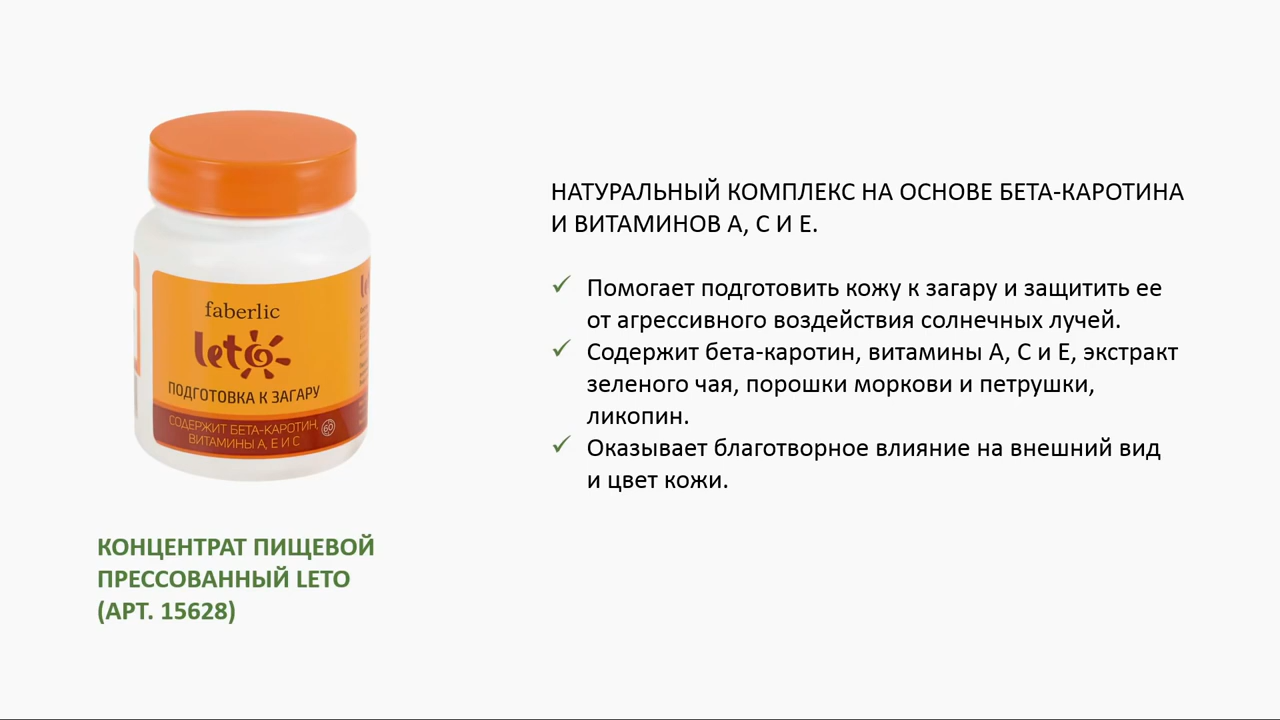 faberlic
leto
ПОДГОТОВКА К ЗАГАРУ
СОДЕРЖИТ БЕТА-КАРОТИН,
ВИТАМИНЫ А, Е И С
60
КОНЦЕНТРАТ ПИЩЕВОЙ
ПРЕССОВАННЫЙ LETO
(АРТ. 15628)
НАТУРАЛЬНЫЙ КОМПЛЕКС НА ОСНОВЕ БЕТА-КАРОТИНА
И ВИТАМИНОВ А, С И Е.
✓ Помогает подготовить кожу к загару и защитить ее
от агрессивного воздействия солнечных лучей.
✓ Содержит бета-каротин, витамины А, С и Е, экстракт
зеленого чая, порошки моркови и петрушки,
ликопин.
✓ Оказывает благотворное влияние на внешний вид
и цвет кожи.